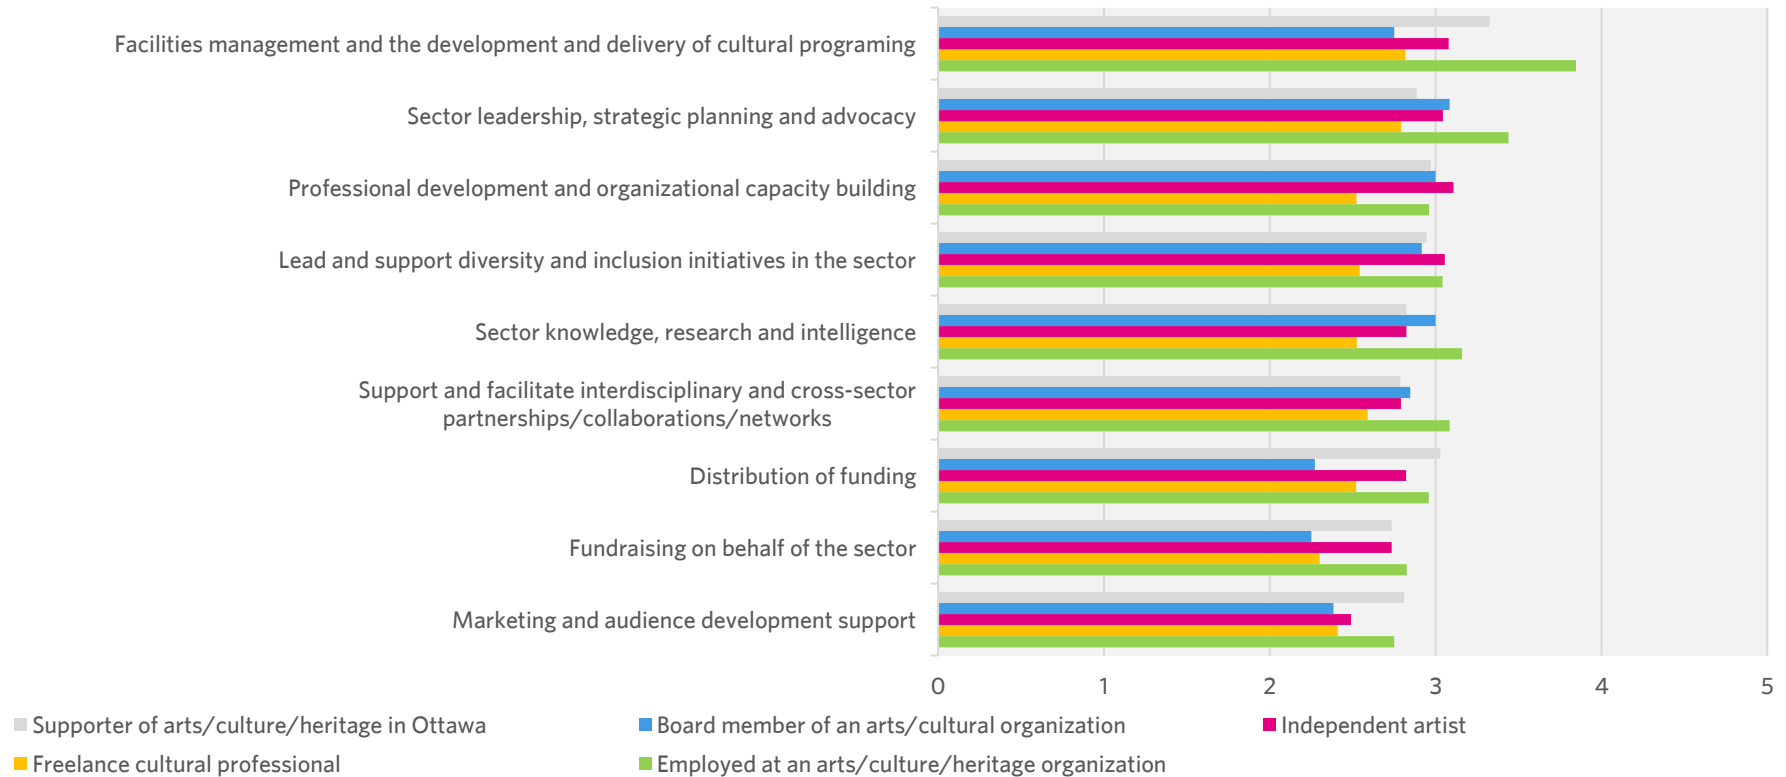 Facilities management and the development and delivery of cultural programing
Sector leadership, strategic planning and advocacy
Professional development and organizational capacity building
Lead and support diversity and inclusion initiatives in the sector
Sector knowledge, research and intelligence
Support and facilitate interdisciplinary and cross-sector
partnerships/collaborations/networks
Distribution of funding
Fundraising on behalf of the sector
Marketing and audience development support
0 1 2 3 4 5
Supporter of arts/culture/heritage in Ottawa
Board member of an arts/cultural organization
Independent artist
Freelance cultural professional
Employed at an arts/culture/heritage organization